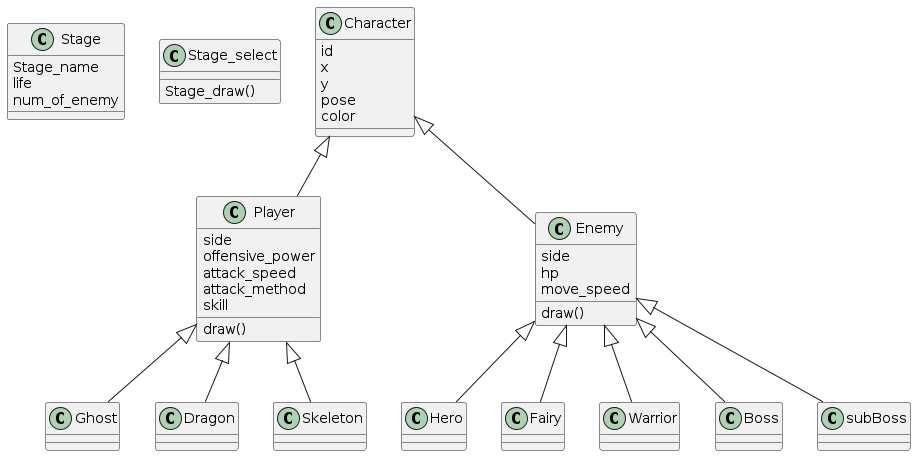 C Stage
Stage_name
life
num_of_enemy
C Stage_select
Stage_draw()
C Character
id
x
y
pose
color
C Player
side
offensive_power
attack_speed
attack_method
skill
draw()
C Enemy
side
hp
move_speed
draw()
C Ghost
C Dragon
C Skeleton
C Hero
C Fairy
C Warrior
C Boss
C subBoss